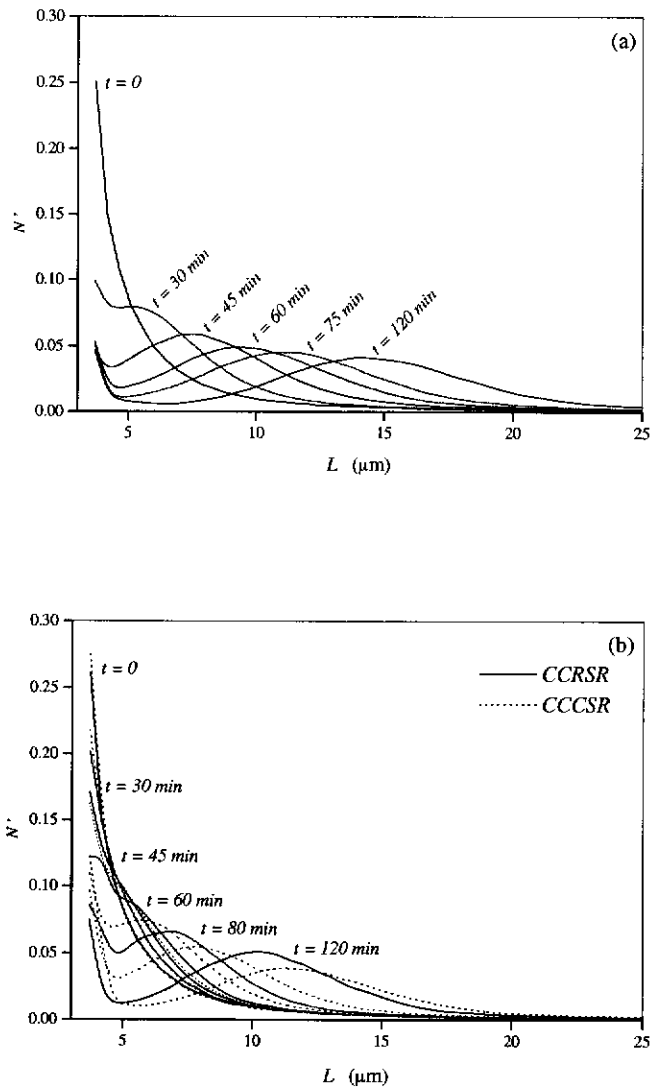 0.30
(a)
t = 0
0.25
0.20
N'
0.15
t = 30 min
t = 45 min
t = 60 min
t = 75 min
t = 120 min
0.10
0.05
0.00
5
10
15
20
25
L (µm)
0.30
(b)
t = 0
CCRSR
0.25
CCCSR
0.20
t = 30 min
N'
0.15
t = 45 min
0.10
t = 60 min
t = 80 min
t = 120 min
0.05
0.00
5
10
15
20
25
L (µm)